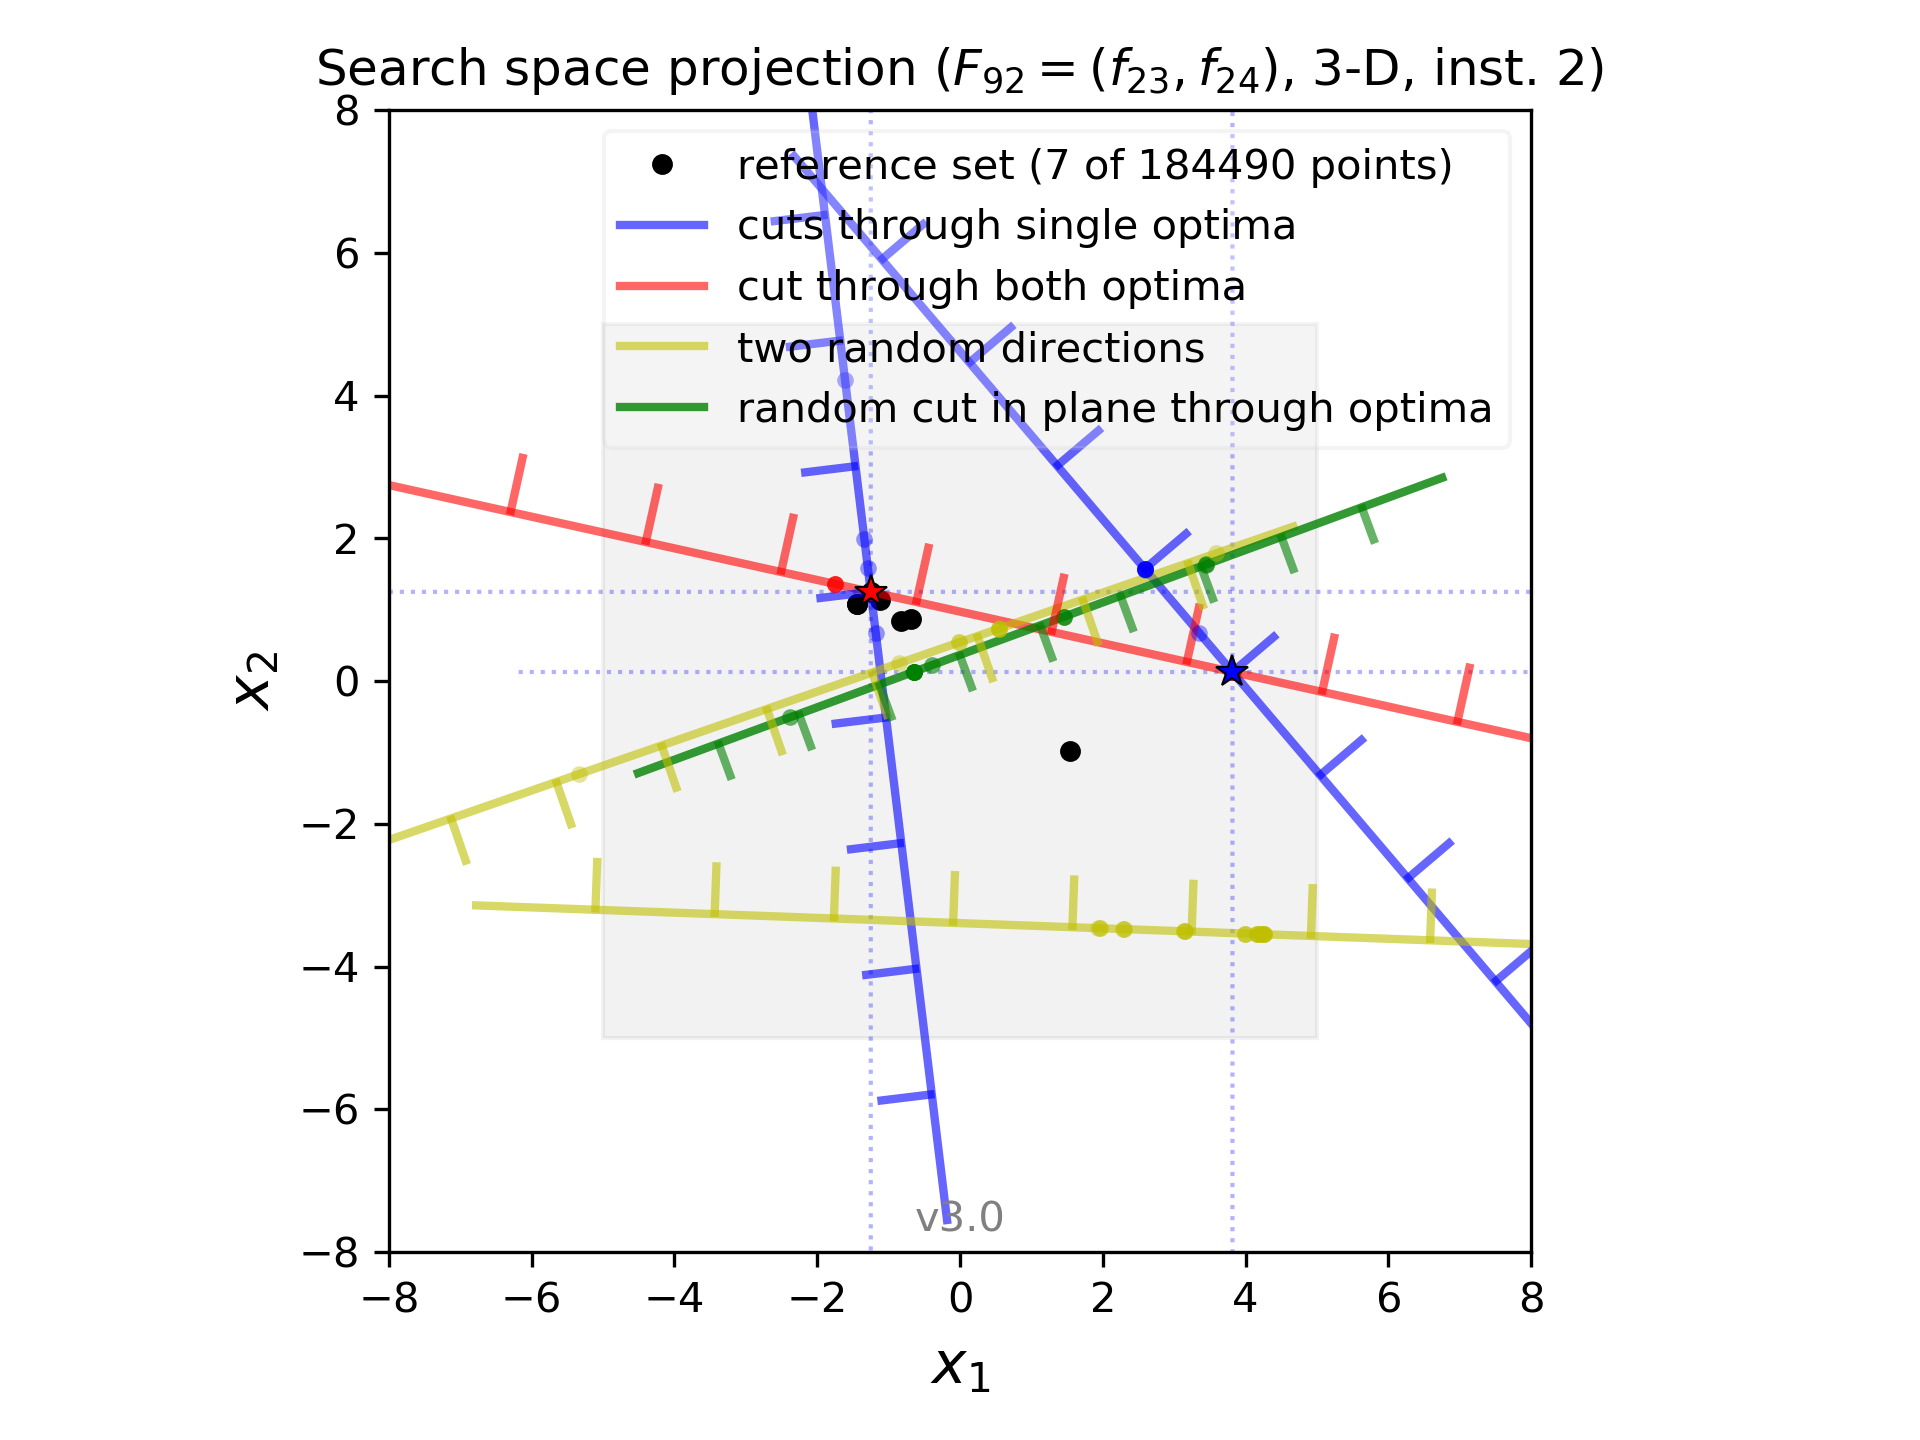 Search space projection (F₉₂ = (f₂₃, f₂₄), 3-D, inst. 2)
8
reference set (7 of 184490 points)
cuts through single optima
6
cut through both optima
two random directions
4
random cut in plane through optima
2
x₂
0
−2
−4
−6
v3.0
−8
−8 −6 −4 −2 0 2 4 6 8
x₁